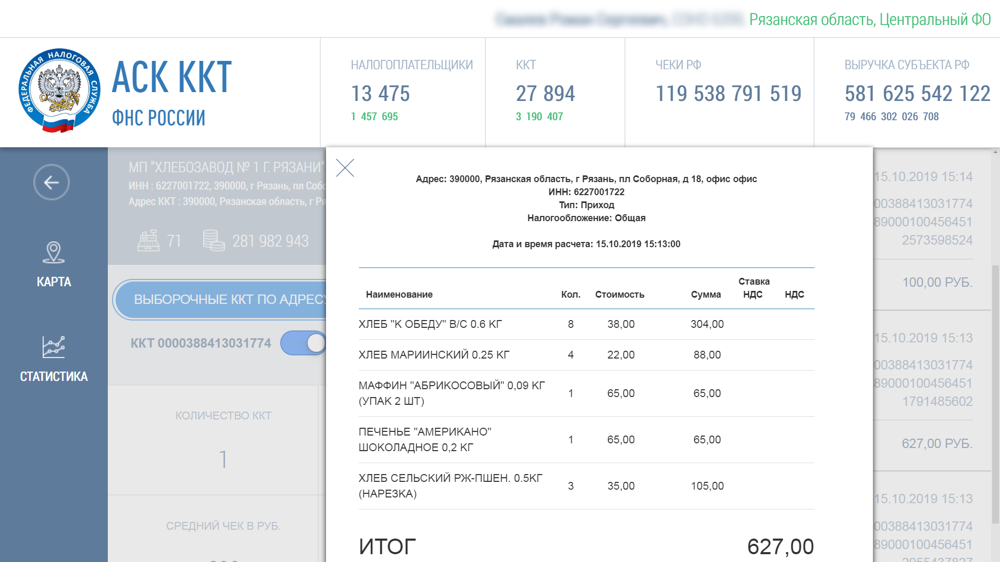 Рязанская область, Центральный ФО
ФЕДЕРАЛЬНАЯ НАЛОГОВАЯ СЛУЖБА
АСК ККТ
ФНС РОССИИ
НАЛОГОПЛАТЕЛЬЩИКИ
13 475
1 457 695
ККТ
27 894
3 190 407
ЧЕКИ РФ
119 538 791 519
ВЫРУЧКА СУБЪЕКТА РФ
581 625 542 122
79 466 302 026 708
КАРТА
СТАТИСТИКА
МП "ХЛЕБОЗАВОД № 1 Г. РЯЗАНИ"
ИНН : 6227001722, 390000, г Рязань, пл
Адрес ККТ : 390000, Рязанская область, г
71
281 982 943
ВЫБОРОЧНЫЕ ККТ ПО АДРЕСУ
ККТ 0000388413031774
КОЛИЧЕСТВО ККТ
1
СРЕДНИЙ ЧЕК В РУБ.
Адрес: 390000, Рязанская область, г Рязань, пл Соборная, д 18, офис офис
ИНН: 6227001722
Тип: Приход
Налогообложение: Общая
Дата и время расчета: 15.10.2019 15:13:00
Наименование Кол. Стоимость Сумма Ставка НДС НДС
ХЛЕБ "К ОБЕДУ" В/С 0.6 КГ 8 38,00 304,00
ХЛЕБ МАРИИНСКИЙ 0.25 КГ 4 22,00 88,00
МАФФИН "АБРИКОСОВЫЙ" 0,09 КГ
(УПАК 2 ШТ) 1 65,00 65,00
ПЕЧЕНЬЕ "АМЕРИКАНО"
ШОКОЛАДНОЕ 0,2 КГ 1 65,00 65,00
ХЛЕБ СЕЛЬСКИЙ РЖ-ПШЕН. 0.5КГ
(НАРЕЗКА) 3 35,00 105,00
ИТОГ 627,00
15.10.2019 15:14
00388413031774
89000100456451
2573598524
100,00 РУБ.
15.10.2019 15:13
00388413031774
89000100456451
1791485602
627,00 РУБ.
15.10.2019 15:13
00388413031774
89000100456451